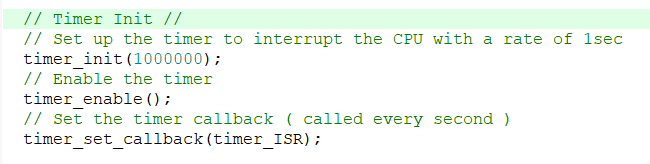 // Timer Init //
// Set up the timer to interrupt the CPU with a rate of 1sec
timer_init(1000000);
// Enable the timer
timer_enable();
// Set the timer callback ( called every second )
timer_set_callback(timer_ISR);